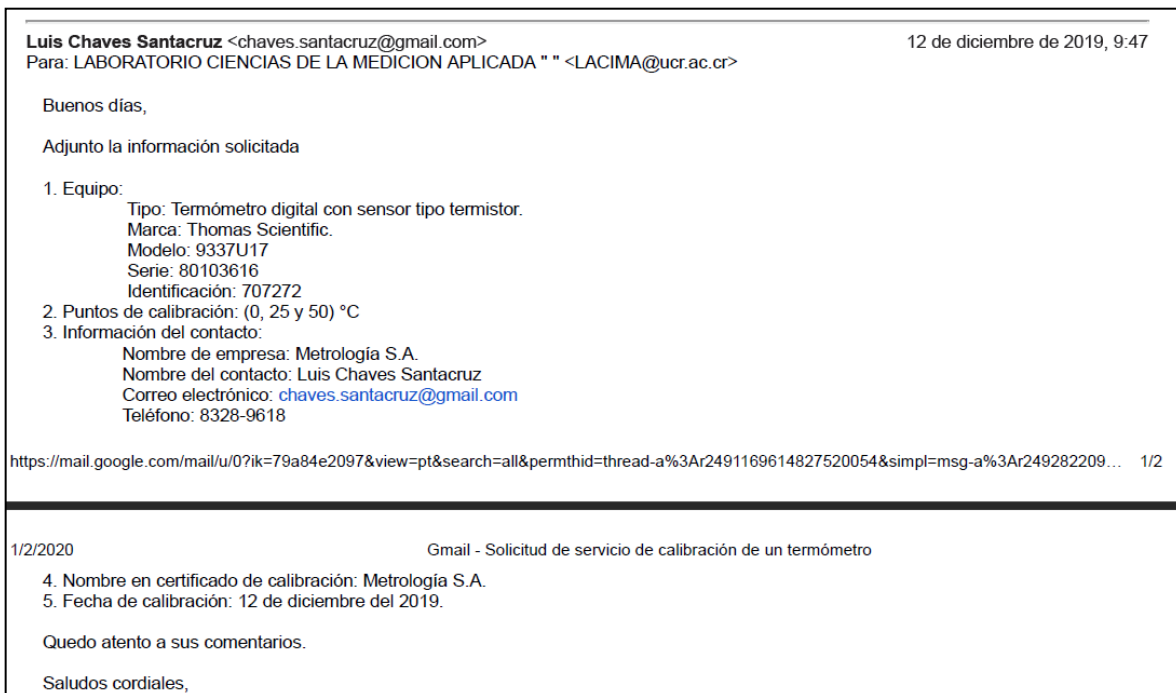 Luis Chaves Santacruz <chaves.santacruz@gmail.com> 12 de diciembre de 2019, 9:47
Para: LABORATORIO CIENCIAS DE LA MEDICION APLICADA " " <LACIMA@ucr.ac.cr>
Buenos días,
Adjunto la información solicitada
1. Equipo:
Tipo: Termómetro digital con sensor tipo termistor.
Marca: Thomas Scientific.
Modelo: 9337U17
Serie: 80103616
Identificación: 707272
2. Puntos de calibración: (0, 25 y 50) °C
3. Información del contacto:
Nombre de empresa: Metrología S.A.
Nombre del contacto: Luis Chaves Santacruz
Correo electrónico: chaves.santacruz@gmail.com
Teléfono: 8328-9618
https://mail.google.com/mail/u/0?ik=79a84e2097&view=pt&search=all&permthid=thread-a%3Ar2491169614827520054&simpl=msg-a%3Ar249282209… 1/2
1/2/2020 Gmail - Solicitud de servicio de calibración de un termómetro
4. Nombre en certificado de calibración: Metrología S.A.
5. Fecha de calibración: 12 de diciembre del 2019.
Quedo atento a sus comentarios.
Saludos cordiales,